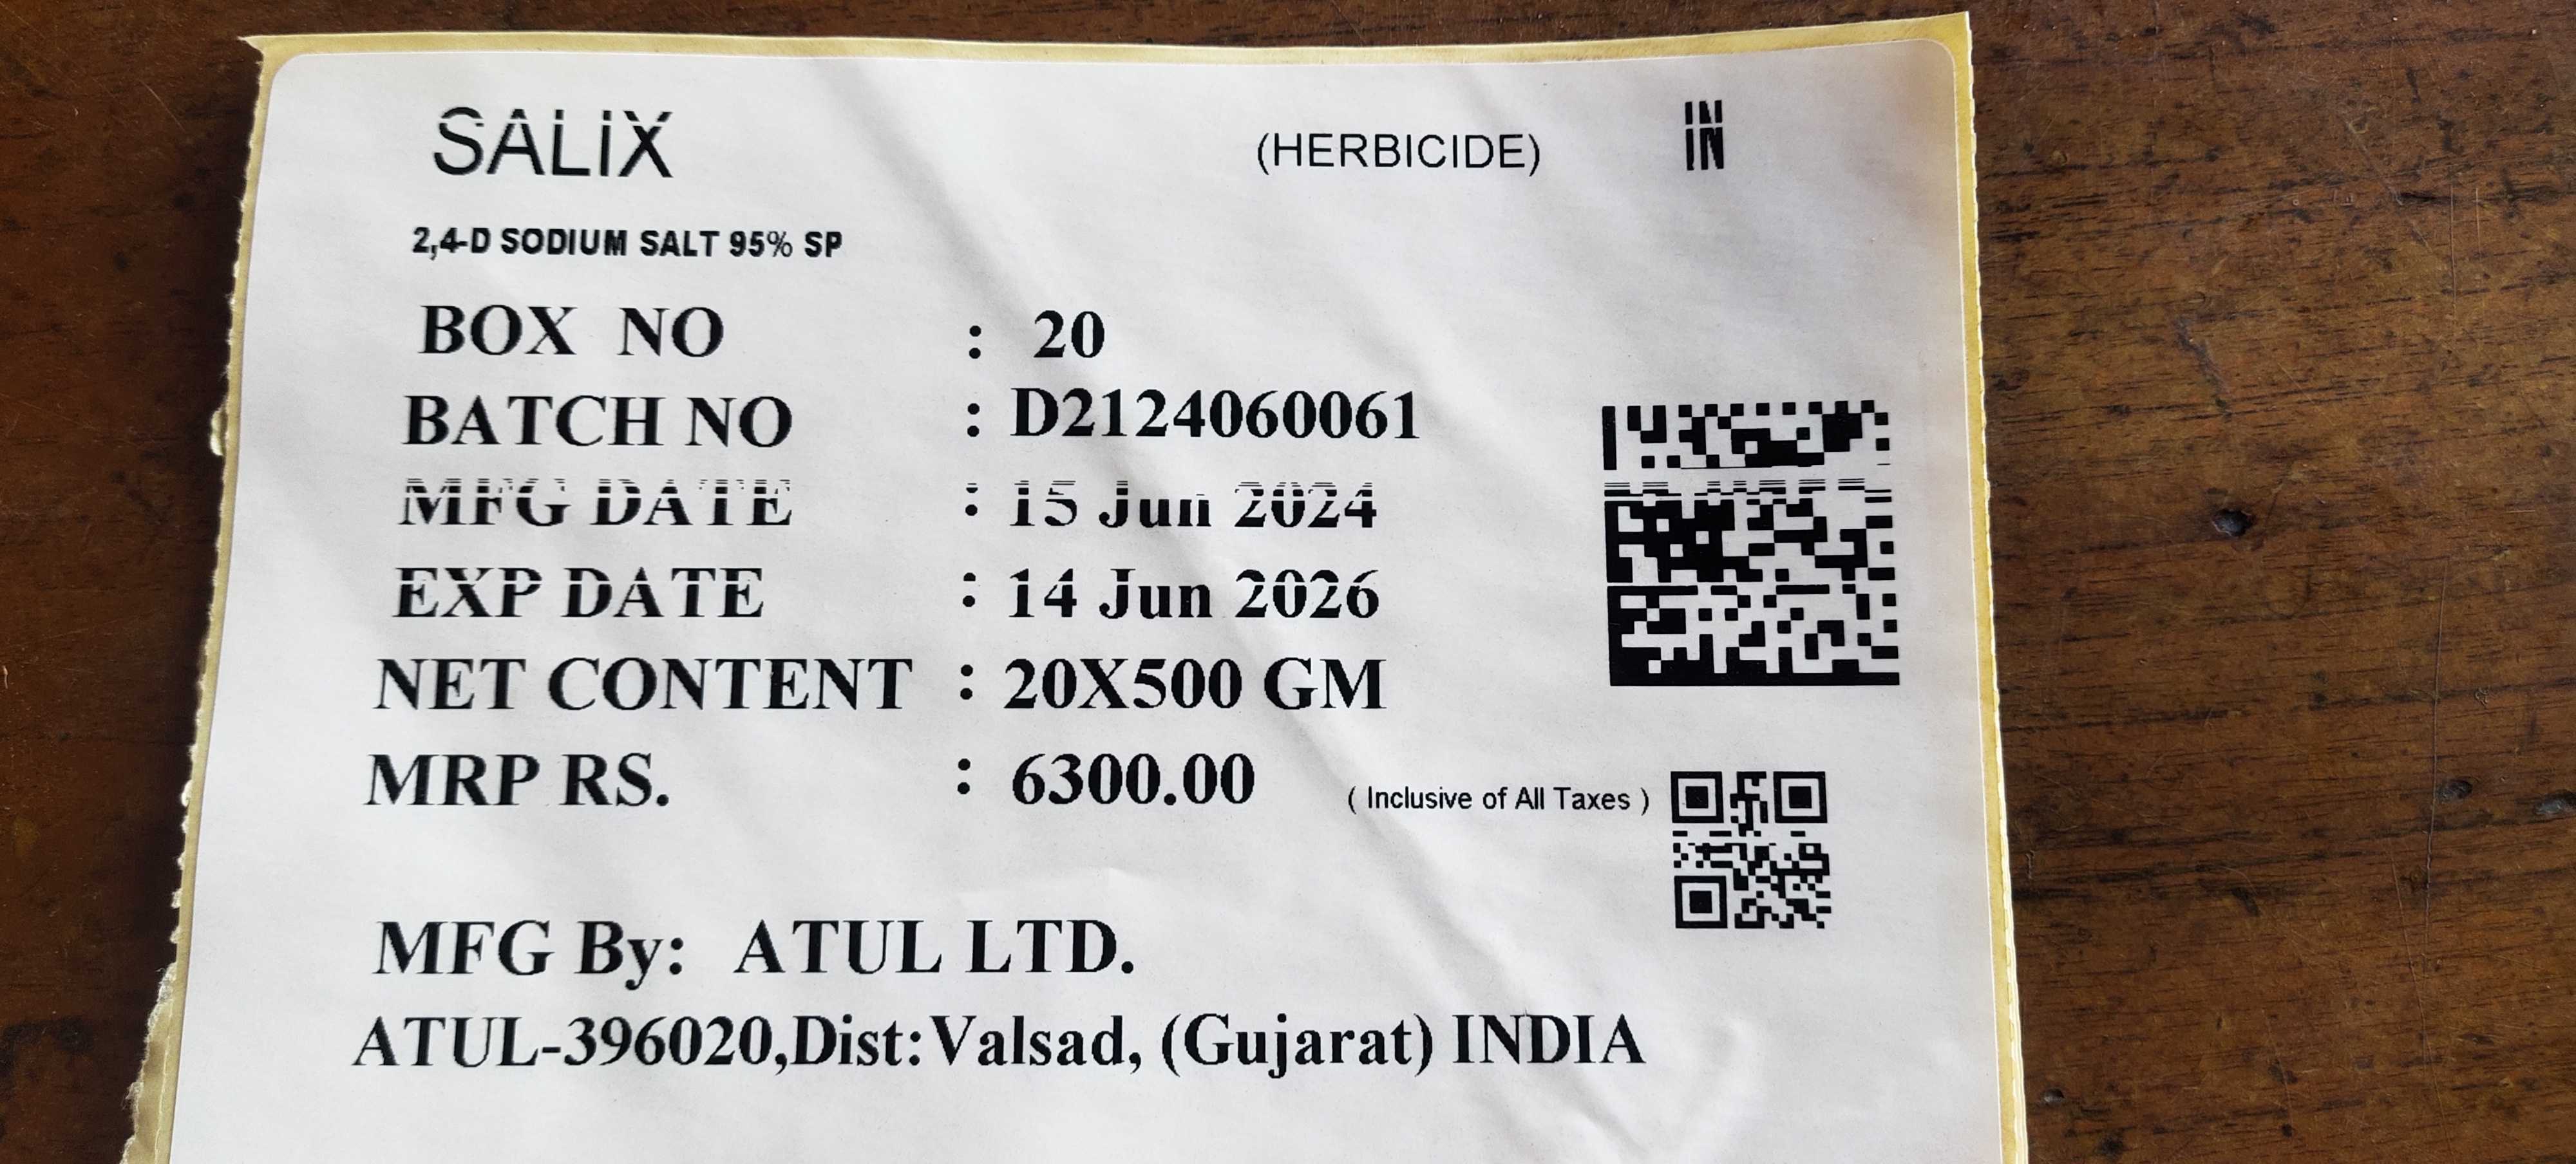 SALIX (HERBICIDE) IN
2,4-D SODIUM SALT 95% SP
BOX NO : 20
BATCH NO : D2124060061
MFG DATE : 15 Jun 2024
EXP DATE : 14 Jun 2026
NET CONTENT : 20X500 GM
MRP RS. : 6300.00 ( Inclusive of All Taxes )
MFG By: ATUL LTD.
ATUL-396020,Dist:Valsad, (Gujarat) INDIA